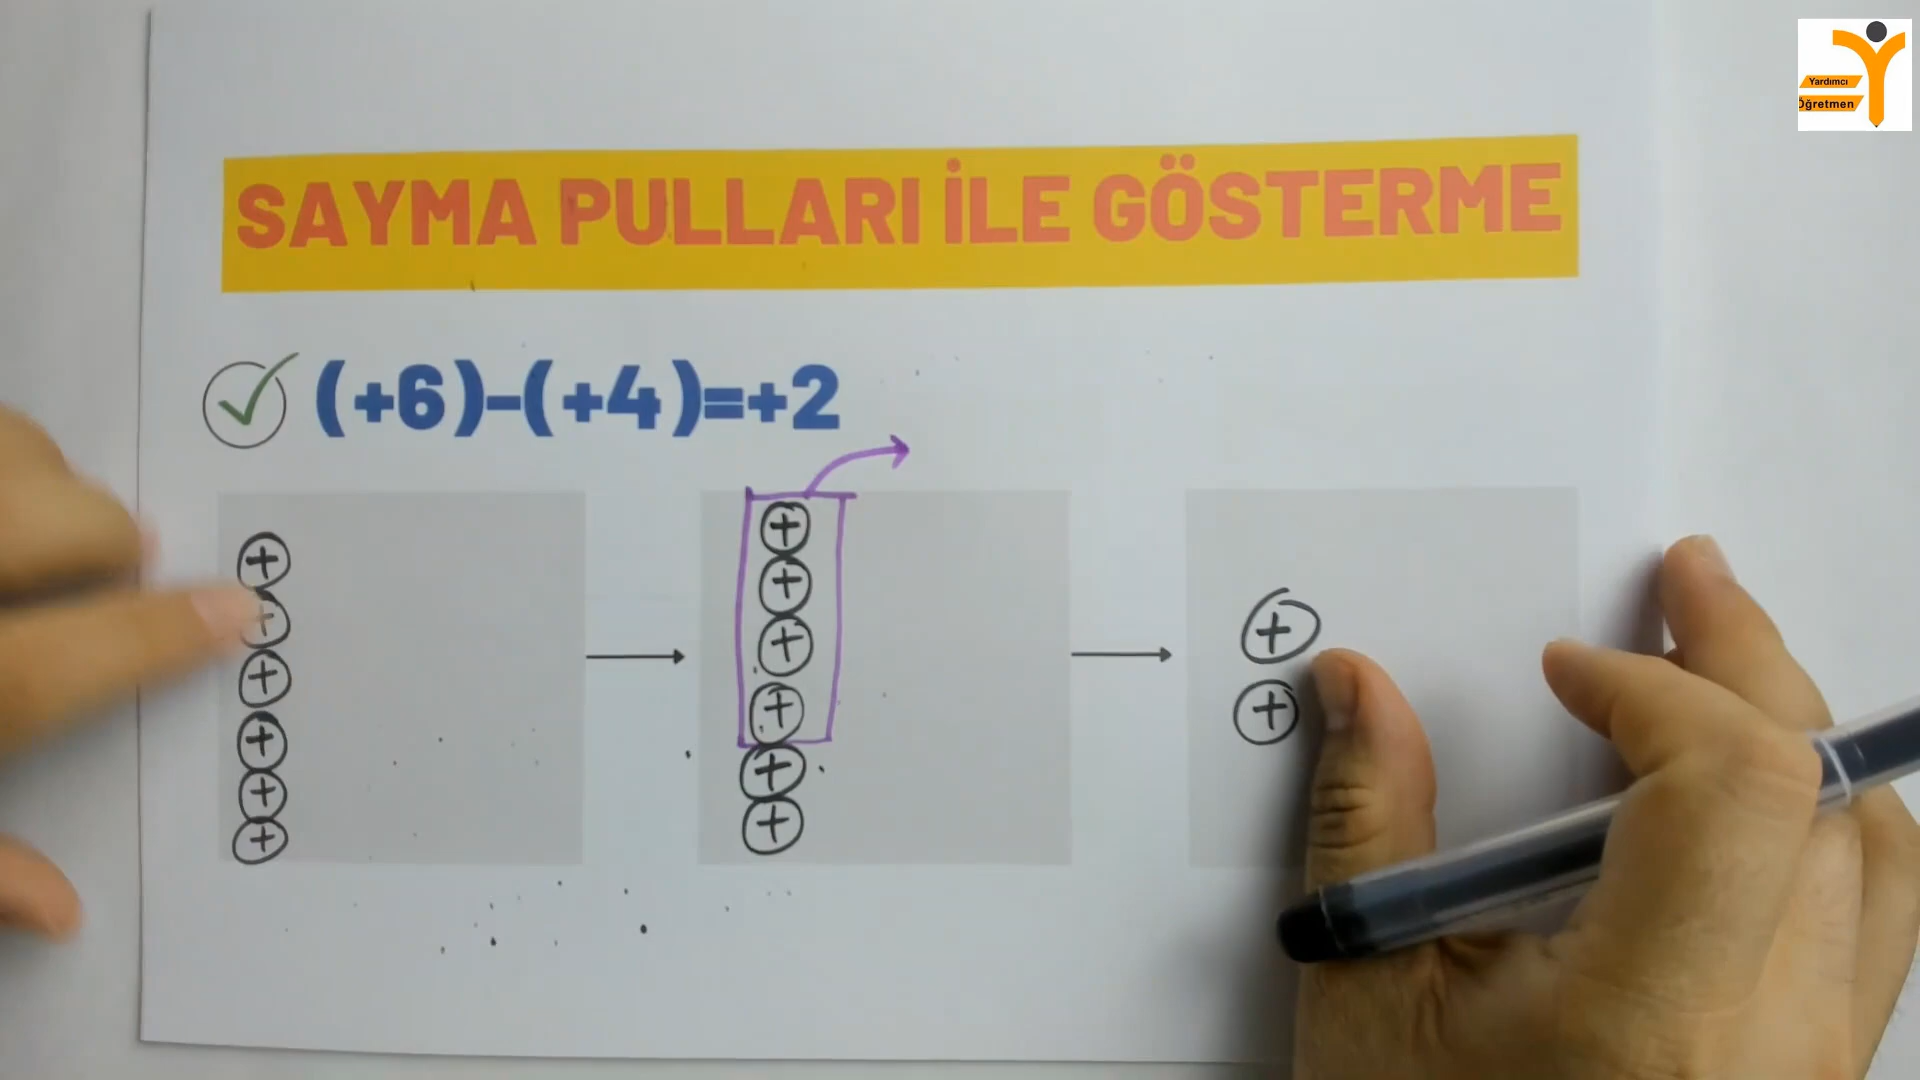 Yardımcı
Öğretmen
SAYMA PULLARI İLE GÖSTERME
(+6)-(+4)=+2
+ + +
+ +
+ + +
+ +
+ +
+ +